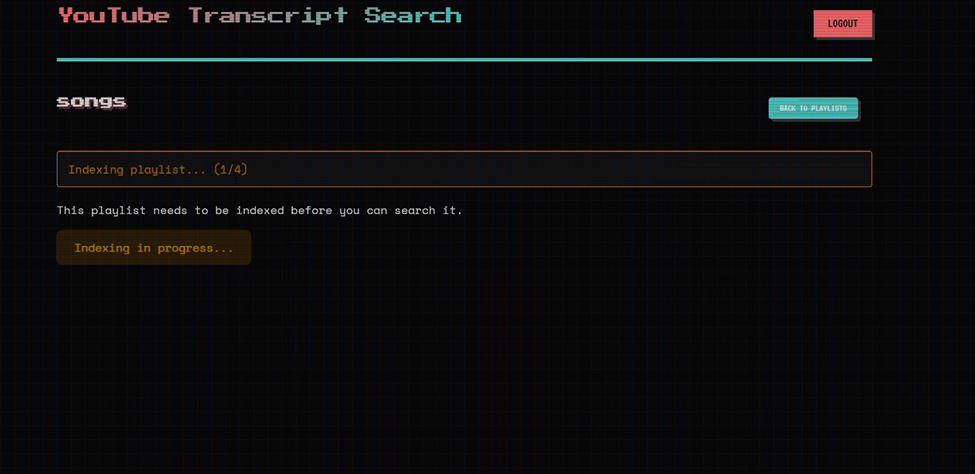 YouTube Transcript Search
LOGOUT
songs
BACK TO PLAYLISTS
Indexing playlist... (1/4)
This playlist needs to be indexed before you can search it.
Indexing in progress...